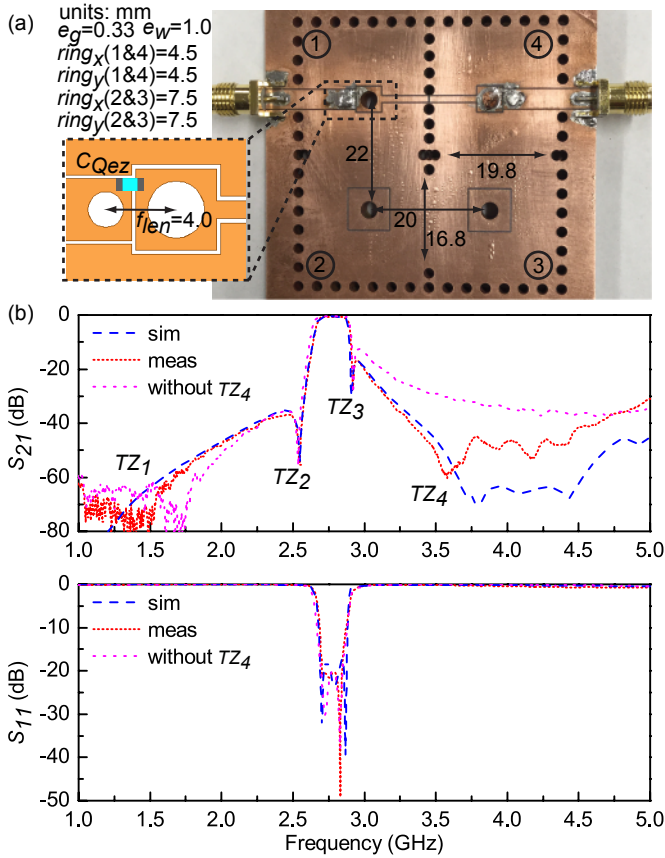 (a)
units: mm
eg=0.33 ew=1.0
ringx(1&4)=4.5
ringy(1&4)=4.5
ringx(2&3)=7.5
ringy(2&3)=7.5
CQez
flen=4.0
1
4
22
19.8
20
16.8
2
3
(b)
0
-20
-40
-60
-80
S21 (dB)
sim
meas
without TZ4
TZ1
TZ2
TZ3
TZ4
1.0 1.5 2.0 2.5 3.0 3.5 4.0 4.5 5.0
0
-10
-20
-30
-40
-50
S11 (dB)
sim
meas
without TZ4
1.0 1.5 2.0 2.5 3.0 3.5 4.0 4.5 5.0
Frequency (GHz)